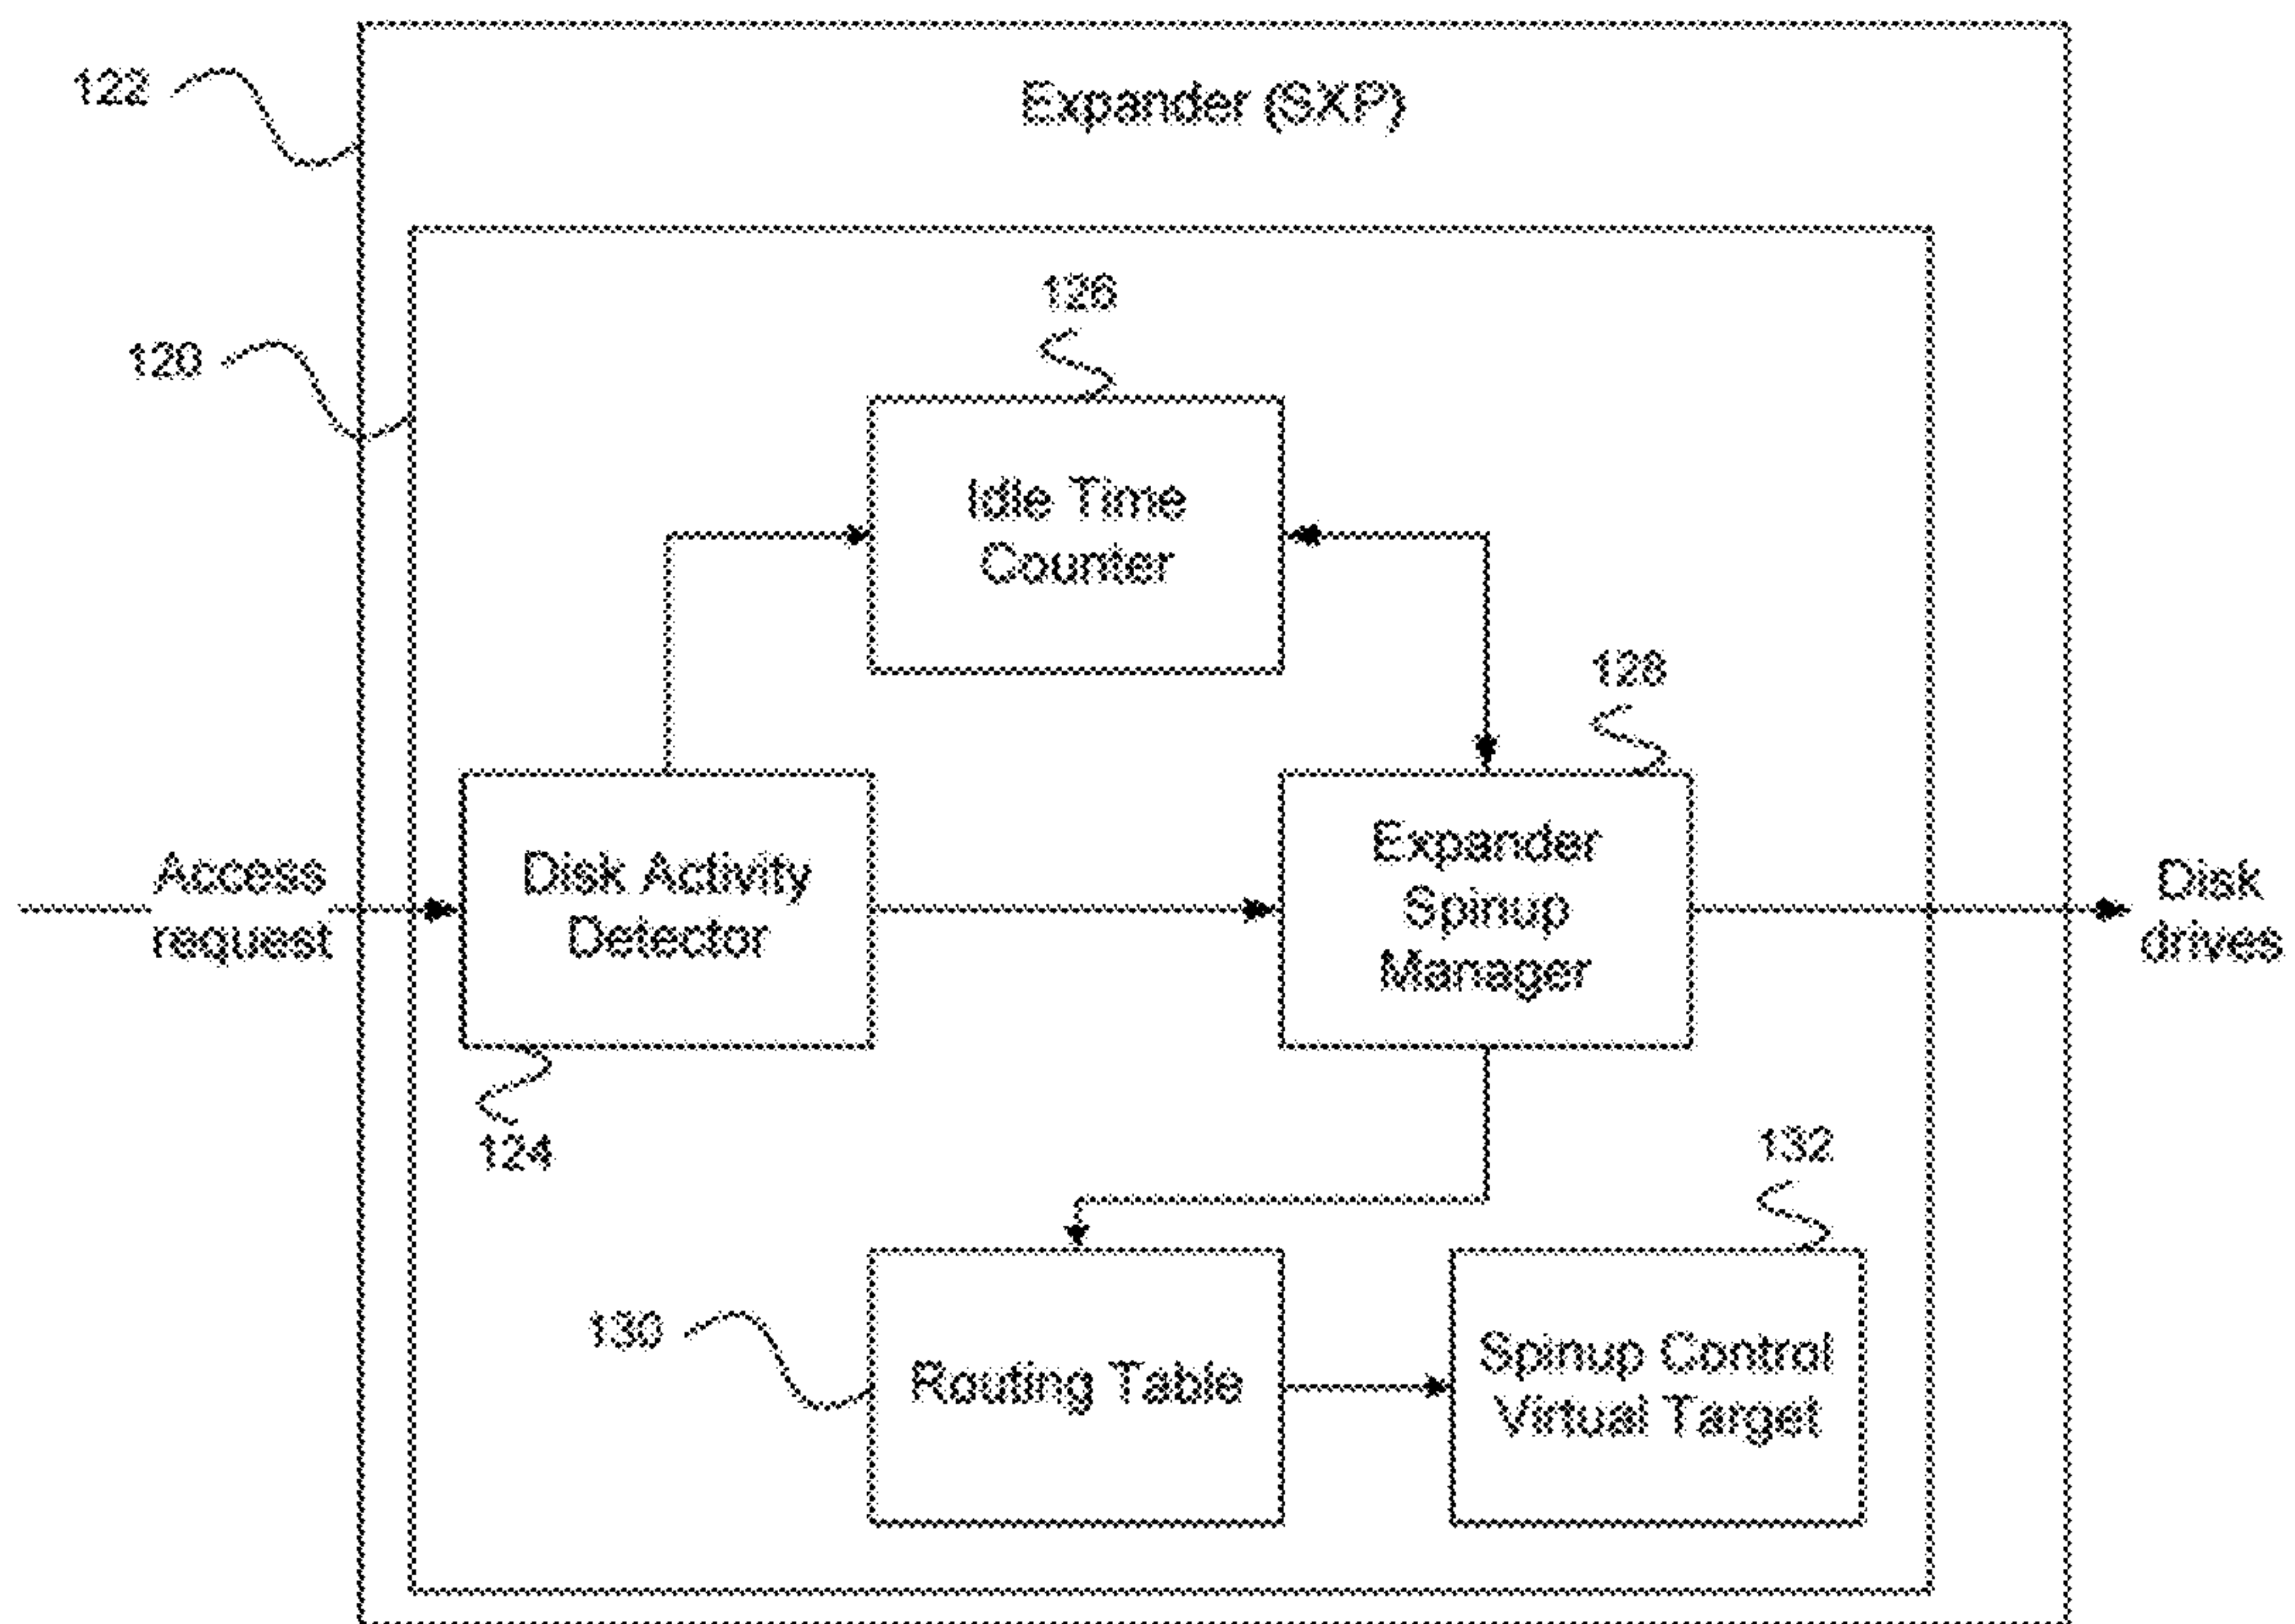 122
Expander (SXP)
126
120
Idle Time
Counter
128
Access
request
Disk Activity
Detector
Expander
Spinup
Manager
Disk
drives
124
132
130
Routing Table
Spinup Control
Virtual Target